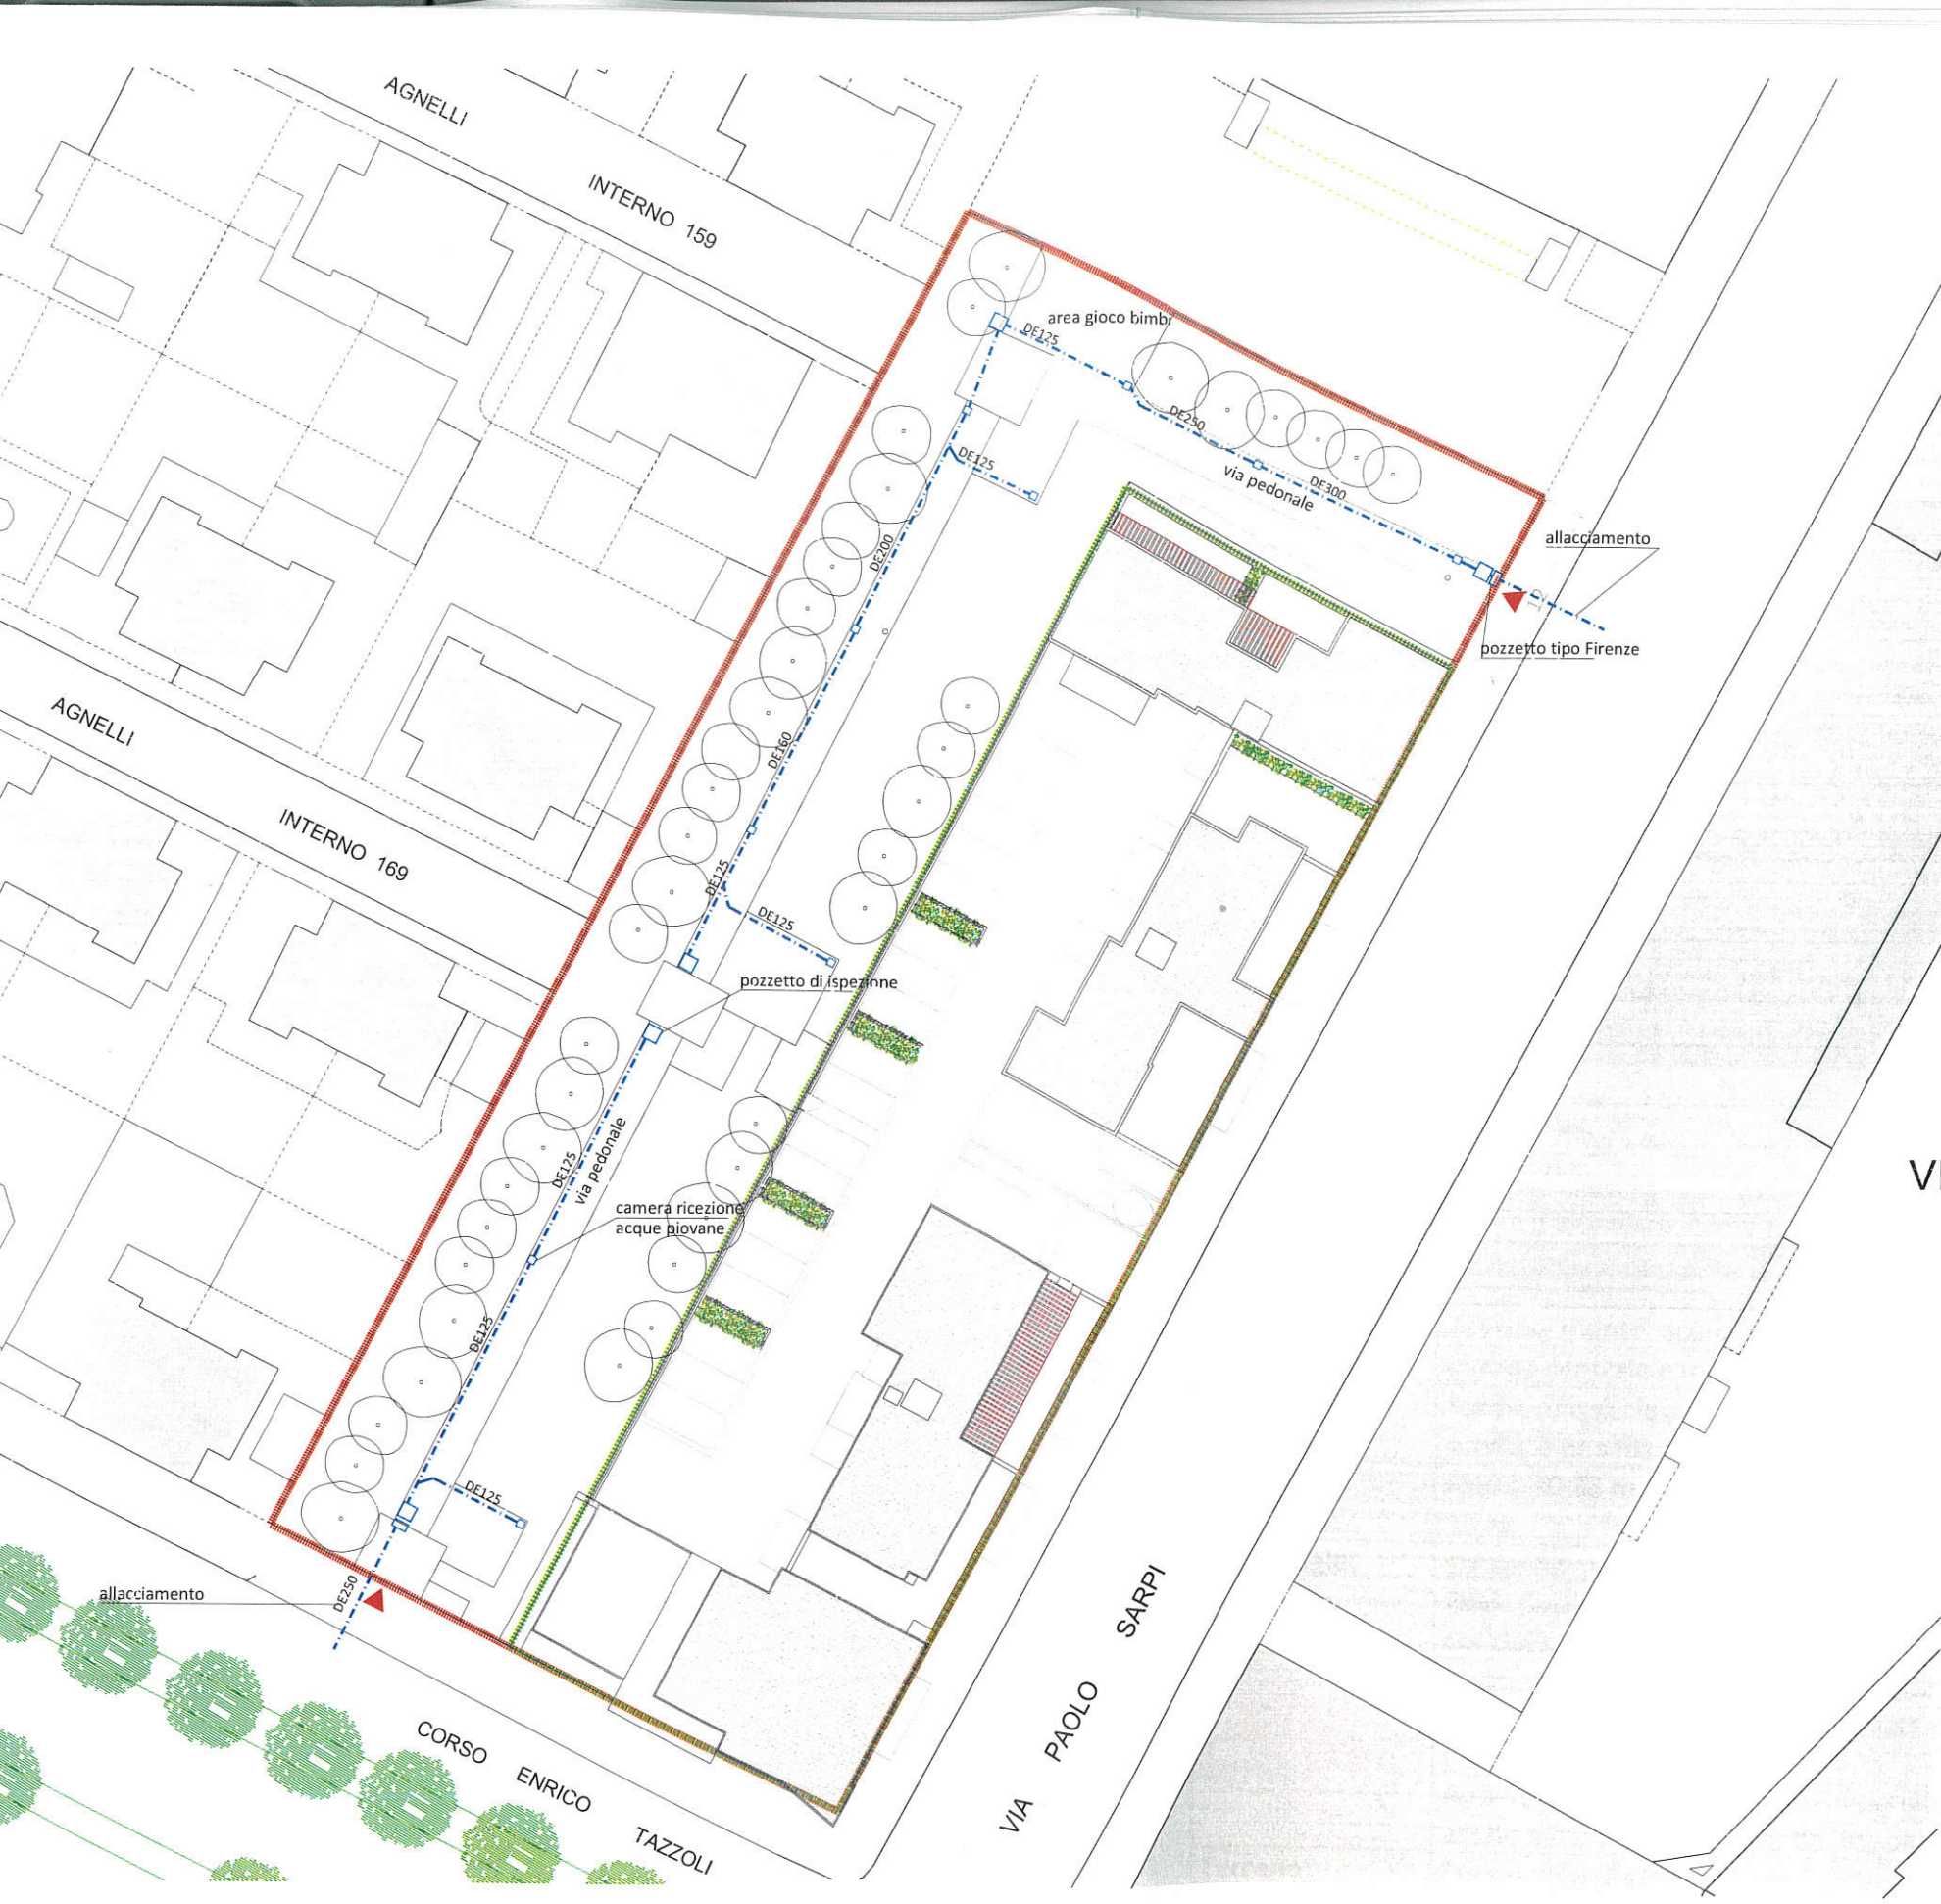 AGNELLI
INTERNO 159
area gioco bimbi
DE125
DE250
via pedonale
DE300
DE125
allacciamento
12
pozzetto tipo Firenze
DE200
AGNELLI
INTERNO 169
DE160
DE125
DE125
pozzetto di ispezione
DE125
via pedonale
camera ricezione
acque piovane
DE125
DE125
allacciamento
DE250
CORSO ENRICO TAZZOLI
VIA PAOLO SARPI
VI